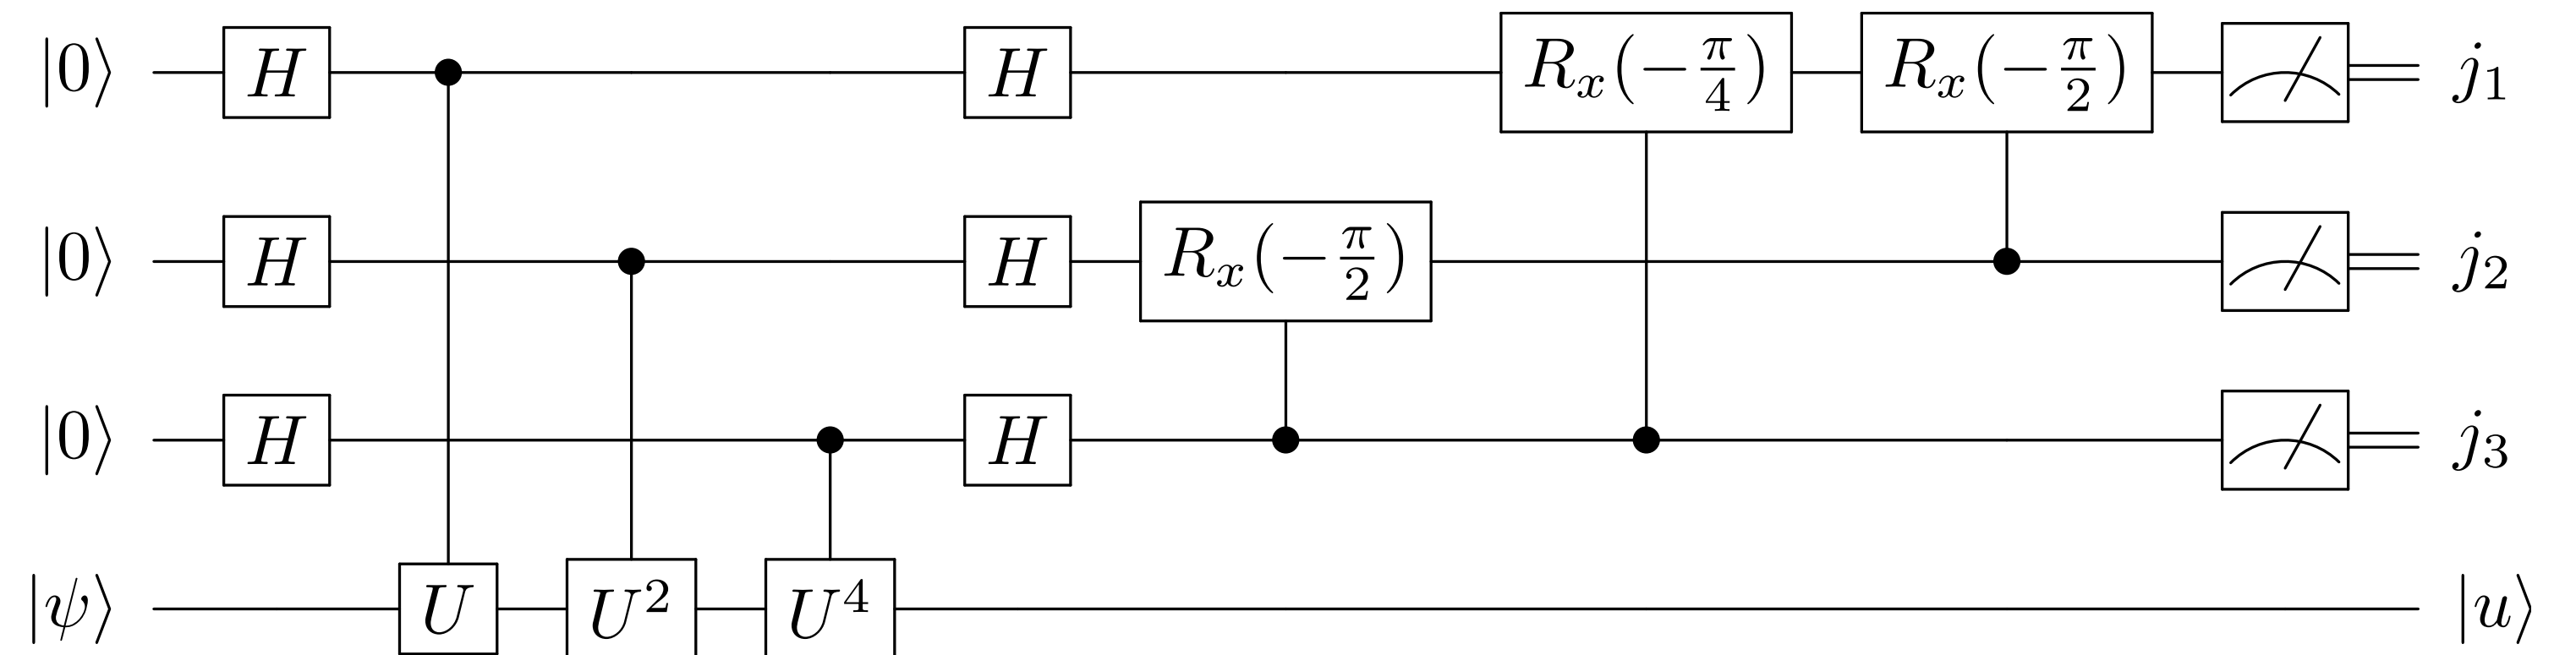 |0⟩ H H R_x(−π/4) R_x(−π/2) j_1
|0⟩ H H R_x(−π/2) j_2
|0⟩ H H j_3
|ψ⟩ U U^2 U^4 |u⟩